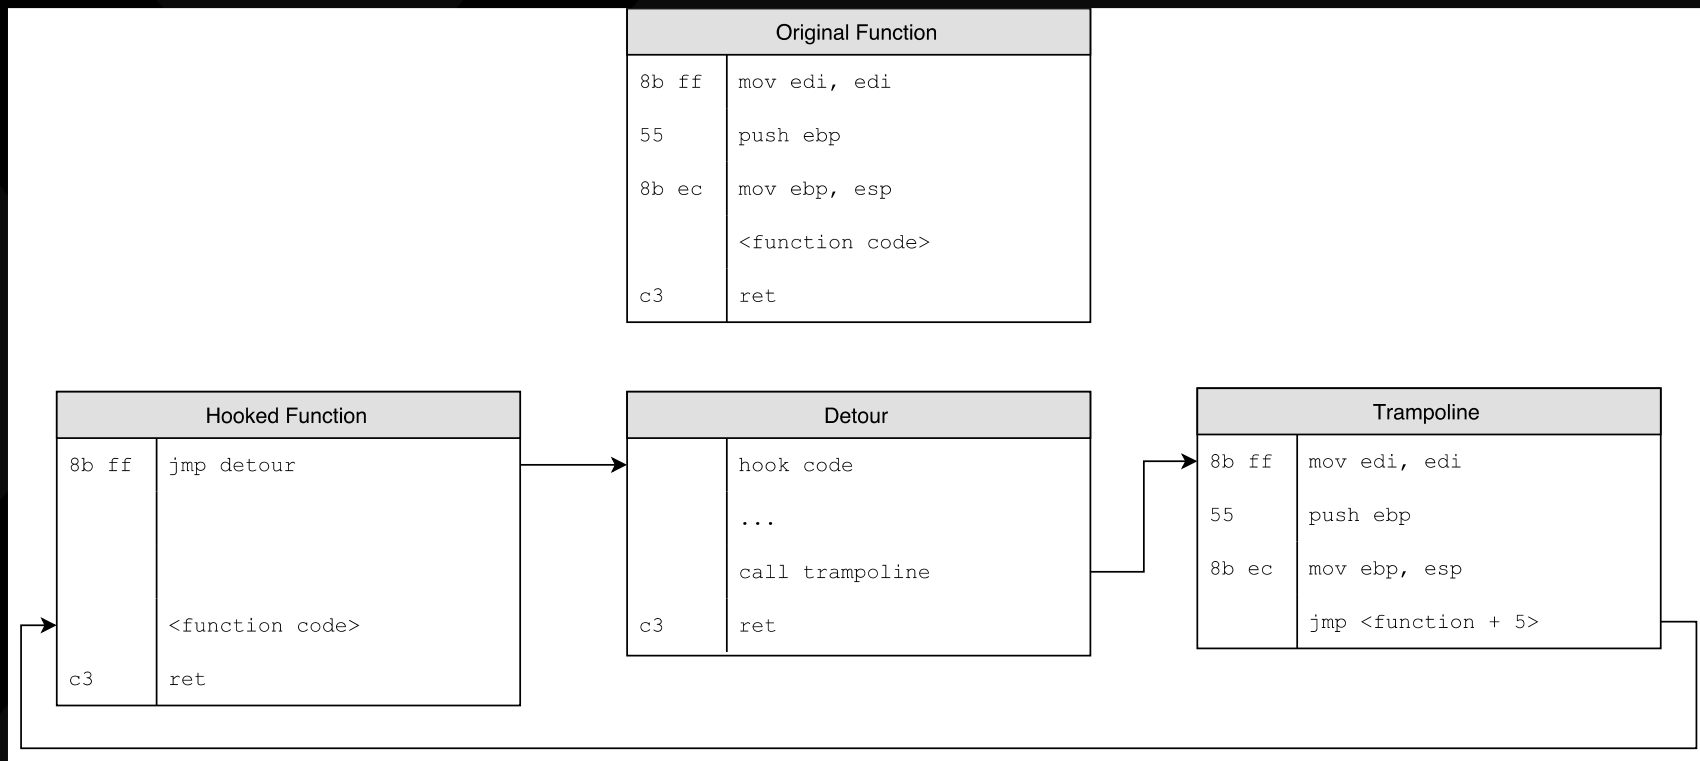 Original Function
8b ff mov edi, edi
55 push ebp
8b ec mov ebp, esp
<function code>
c3 ret
Hooked Function
8b ff jmp detour
<function code>
c3 ret
Detour
hook code
...
call trampoline
c3 ret
Trampoline
8b ff mov edi, edi
55 push ebp
8b ec mov ebp, esp
jmp <function + 5>